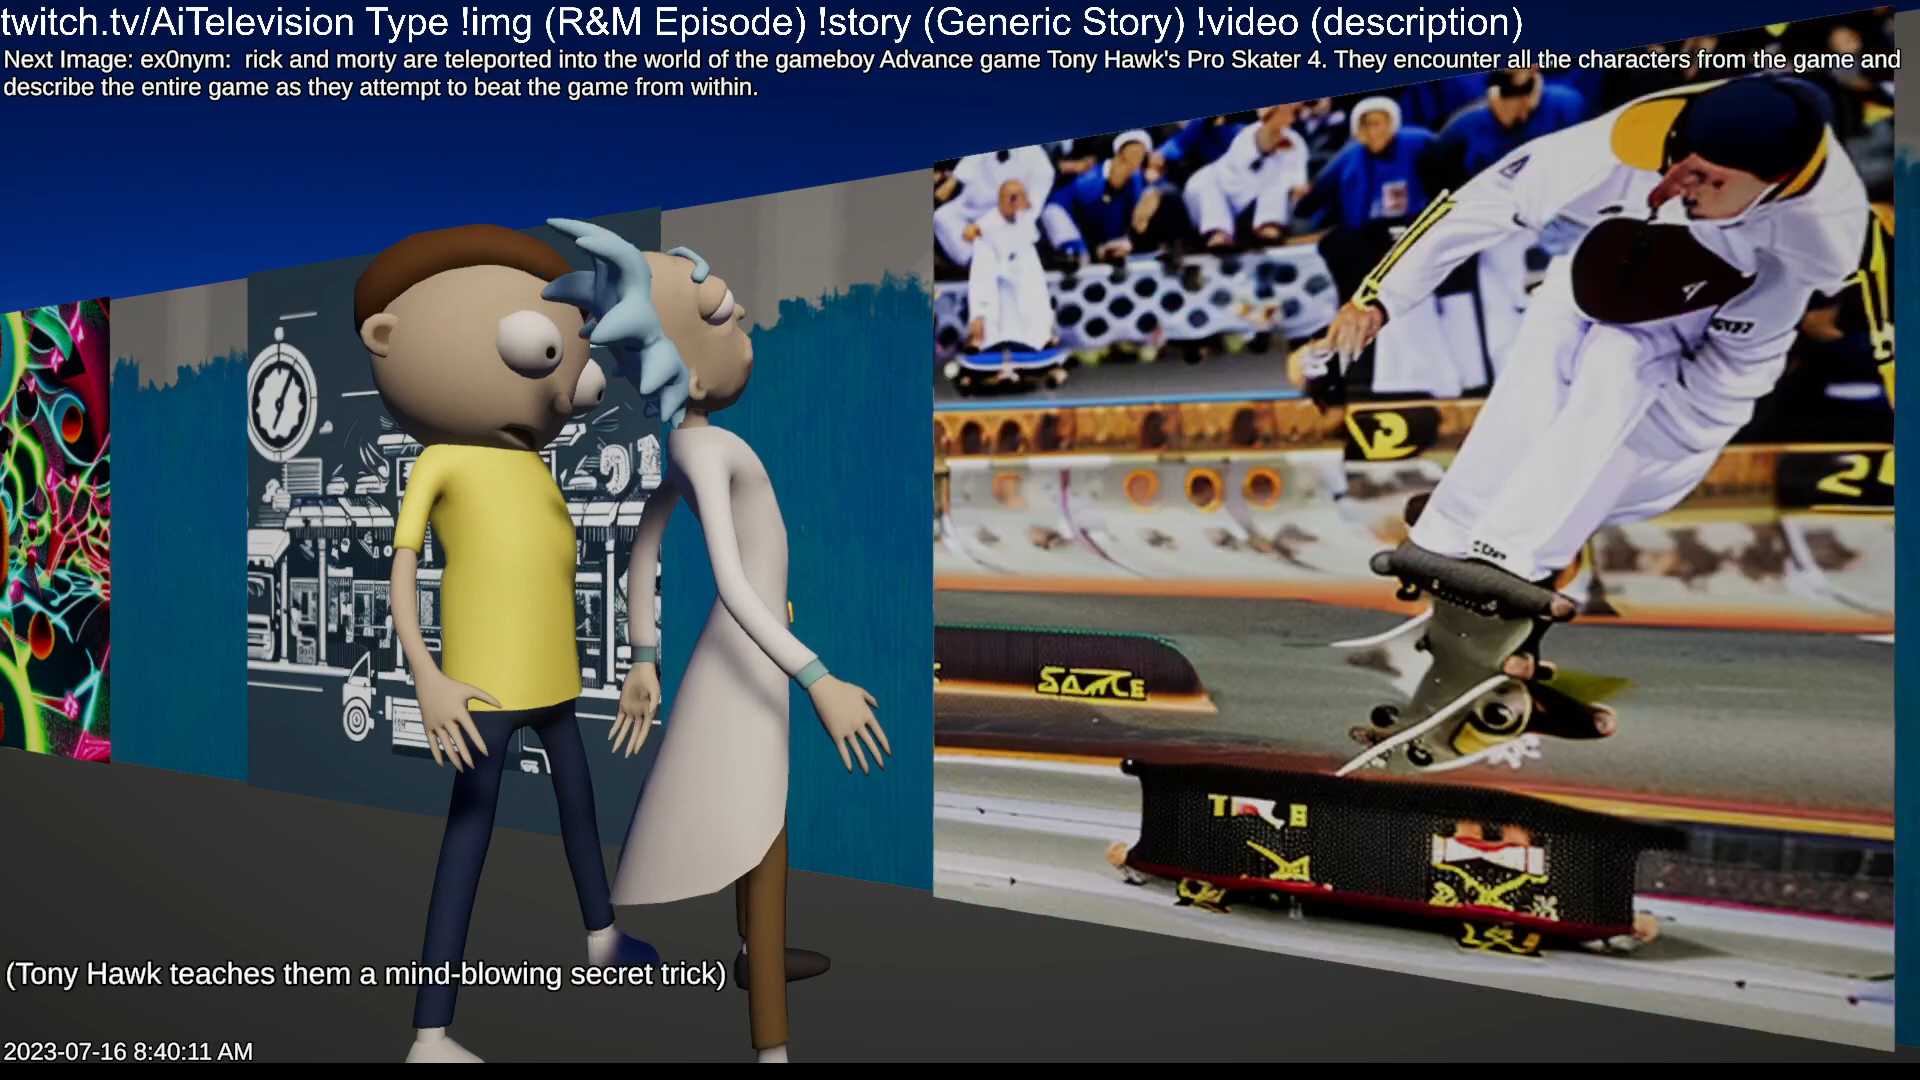 twitch.tv/AiTelevision Type !img (R&M Episode) !story (Generic Story) !video (description)
Next Image: ex0nym:  rick and morty are teleported into the world of the gameboy Advance game Tony Hawk's Pro Skater 4. They encounter all the characters from the game and
describe the entire game as they attempt to beat the game from within.
(Tony Hawk teaches them a mind-blowing secret trick)
2023-07-16 8:40:11 AM